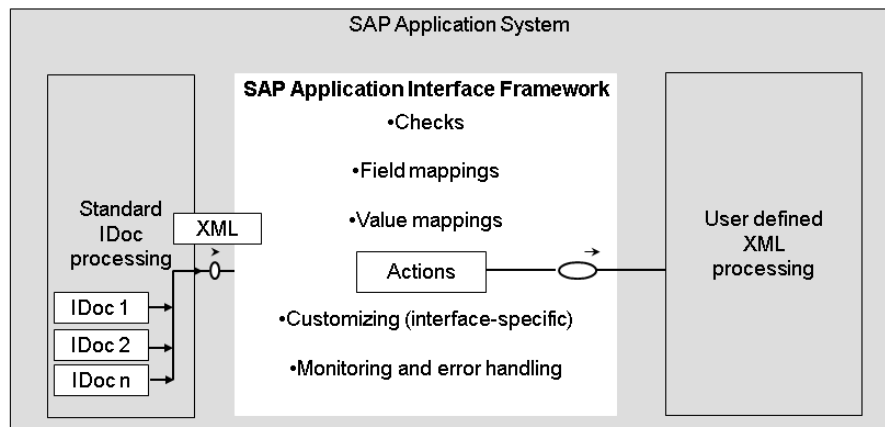 SAP Application System
SAP Application Interface Framework
•Checks
•Field mappings
•Value mappings
Actions
•Customizing (interface-specific)
•Monitoring and error handling
Standard
IDoc
processing
XML
IDoc 1
IDoc 2
IDoc n
User defined
XML
processing